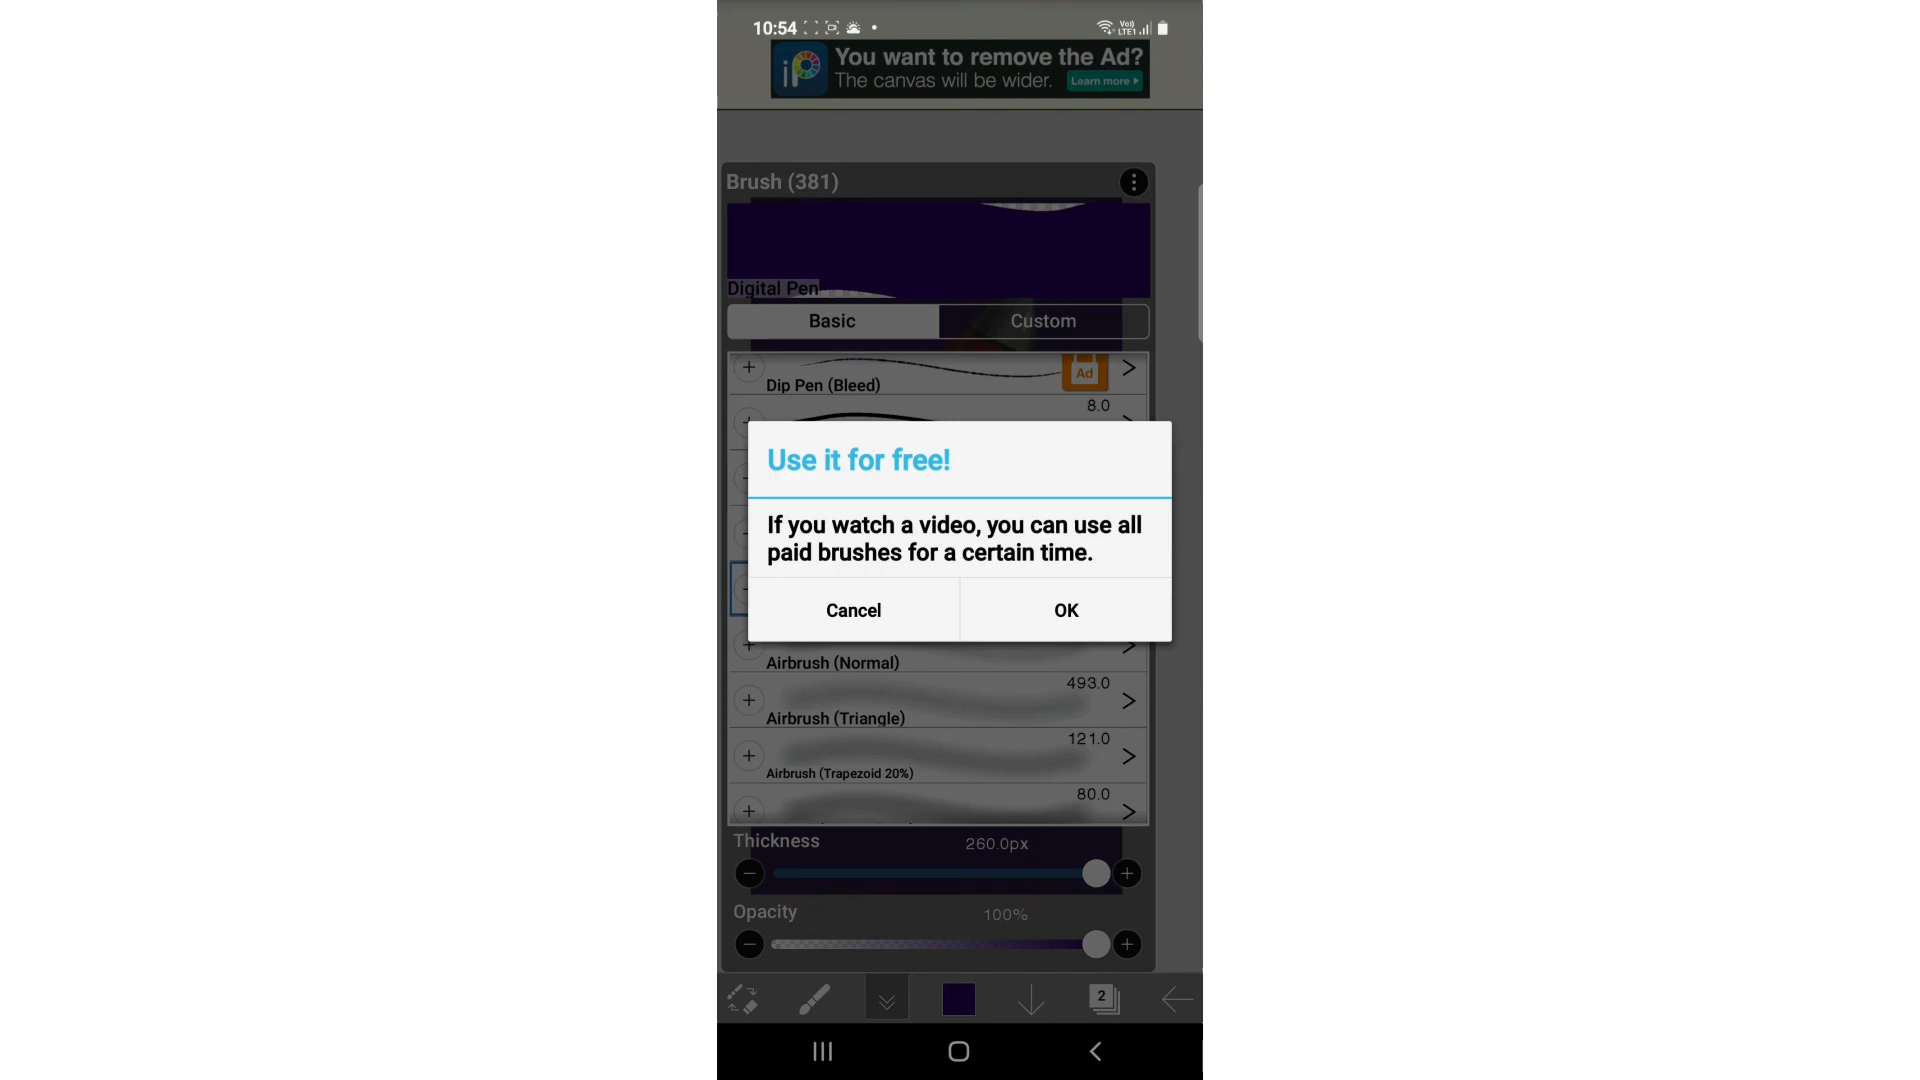 10:54
Vo))
LTE1
iP
You want to remove the Ad?
The canvas will be wider.
Learn more
Brush (381)
Digital Pen
Basic
Custom
Dip Pen (Bleed)
Ad
8.0
Use it for free!
If you watch a video, you can use all
paid brushes for a certain time.
Cancel
OK
Airbrush (Normal)
493.0
Airbrush (Triangle)
121.0
Airbrush (Trapezoid 20%)
80.0
Thickness
260.0px
Opacity
100%
2